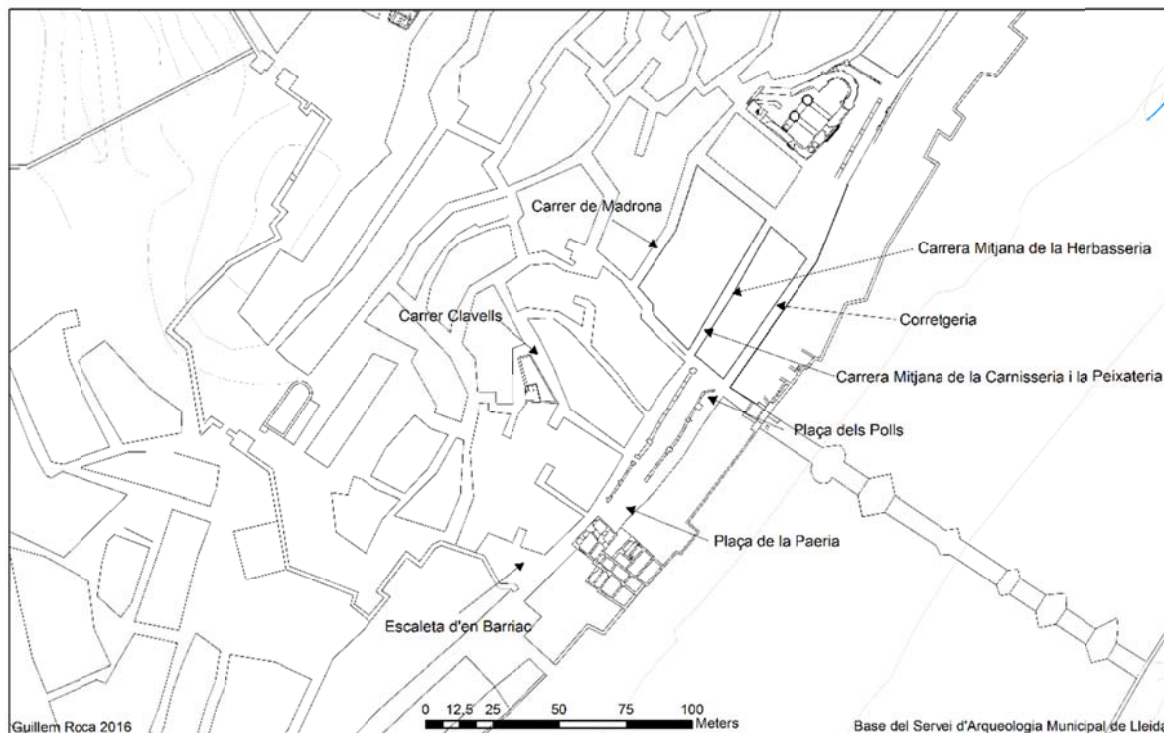 Carrer de Madrona
Carrera Mitjana de la Herbasseria
Carrer Clavells
Corretgeria
Carrera Mitjana de la Carnisseria i la Peixateria
Plaça dels Polls
Plaça de la Paeria
Escaleta d'en Barriac
0 12,5 25 50 75 100
Meters
Guillem Roca 2016
Base del Servei d'Arqueologia Municipal de Lleida